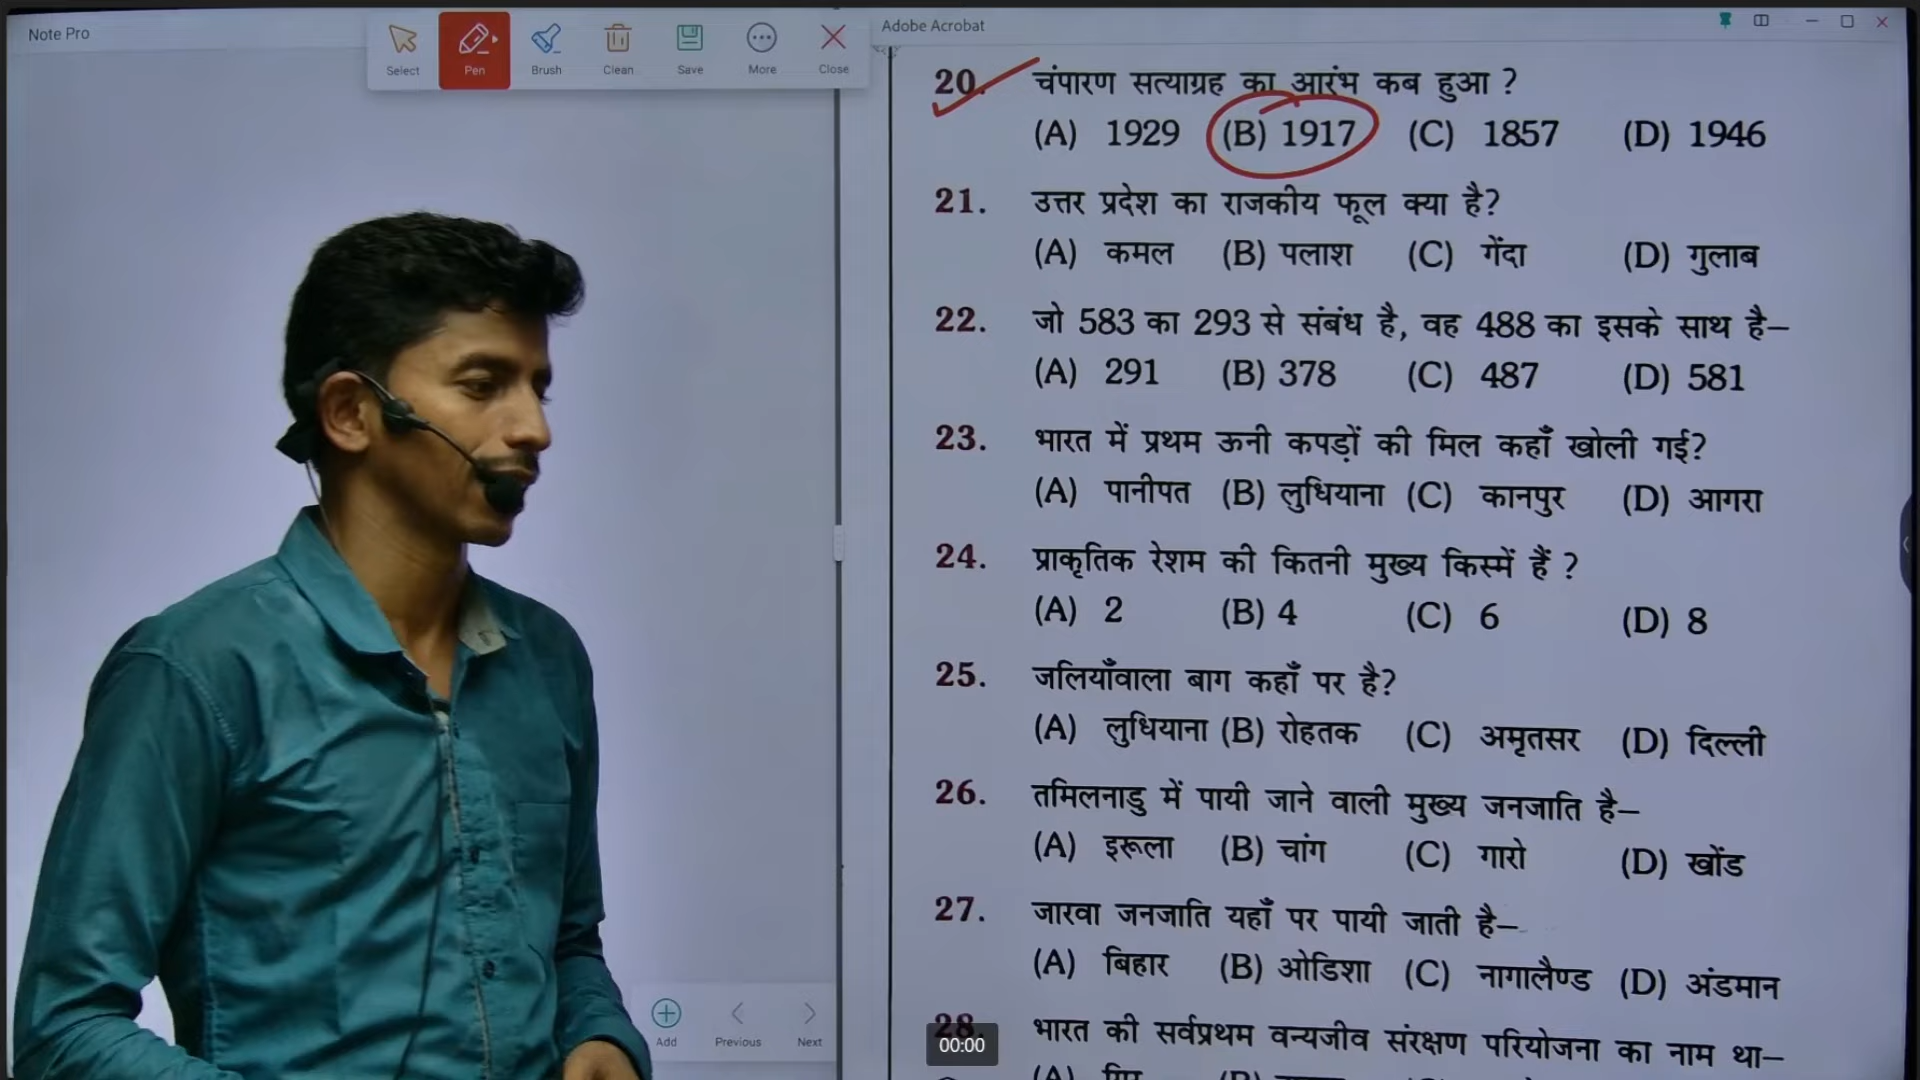 Note Pro
Select
Pen
Brush
Clean
Save
More
Close
Adobe Acrobat
20. चंपारण सत्याग्रह का आरंभ कब हुआ ?
(A) 1929 (B) 1917 (C) 1857 (D) 1946
21. उत्तर प्रदेश का राजकीय फूल क्या है?
(A) कमल (B) पलाश (C) गेंदा (D) गुलाब
22. जो 583 का 293 से संबंध है, वह 488 का इसके साथ है–
(A) 291 (B) 378 (C) 487 (D) 581
23. भारत में प्रथम ऊनी कपड़ों की मिल कहाँ खोली गई?
(A) पानीपत (B) लुधियाना (C) कानपुर (D) आगरा
24. प्राकृतिक रेशम की कितनी मुख्य किस्में हैं ?
(A) 2 (B) 4 (C) 6 (D) 8
25. जलियाँवाला बाग कहाँ पर है?
(A) लुधियाना (B) रोहतक (C) अमृतसर (D) दिल्ली
26. तमिलनाडु में पायी जाने वाली मुख्य जनजाति है–
(A) इरूला (B) चांग (C) गारो (D) खोंड
27. जारवा जनजाति यहाँ पर पायी जाती है–
(A) बिहार (B) ओडिशा (C) नागालैण्ड (D) अंडमान
28. भारत की सर्वप्रथम वन्यजीव संरक्षण परियोजना का नाम था–
Add
Previous
Next
00:00